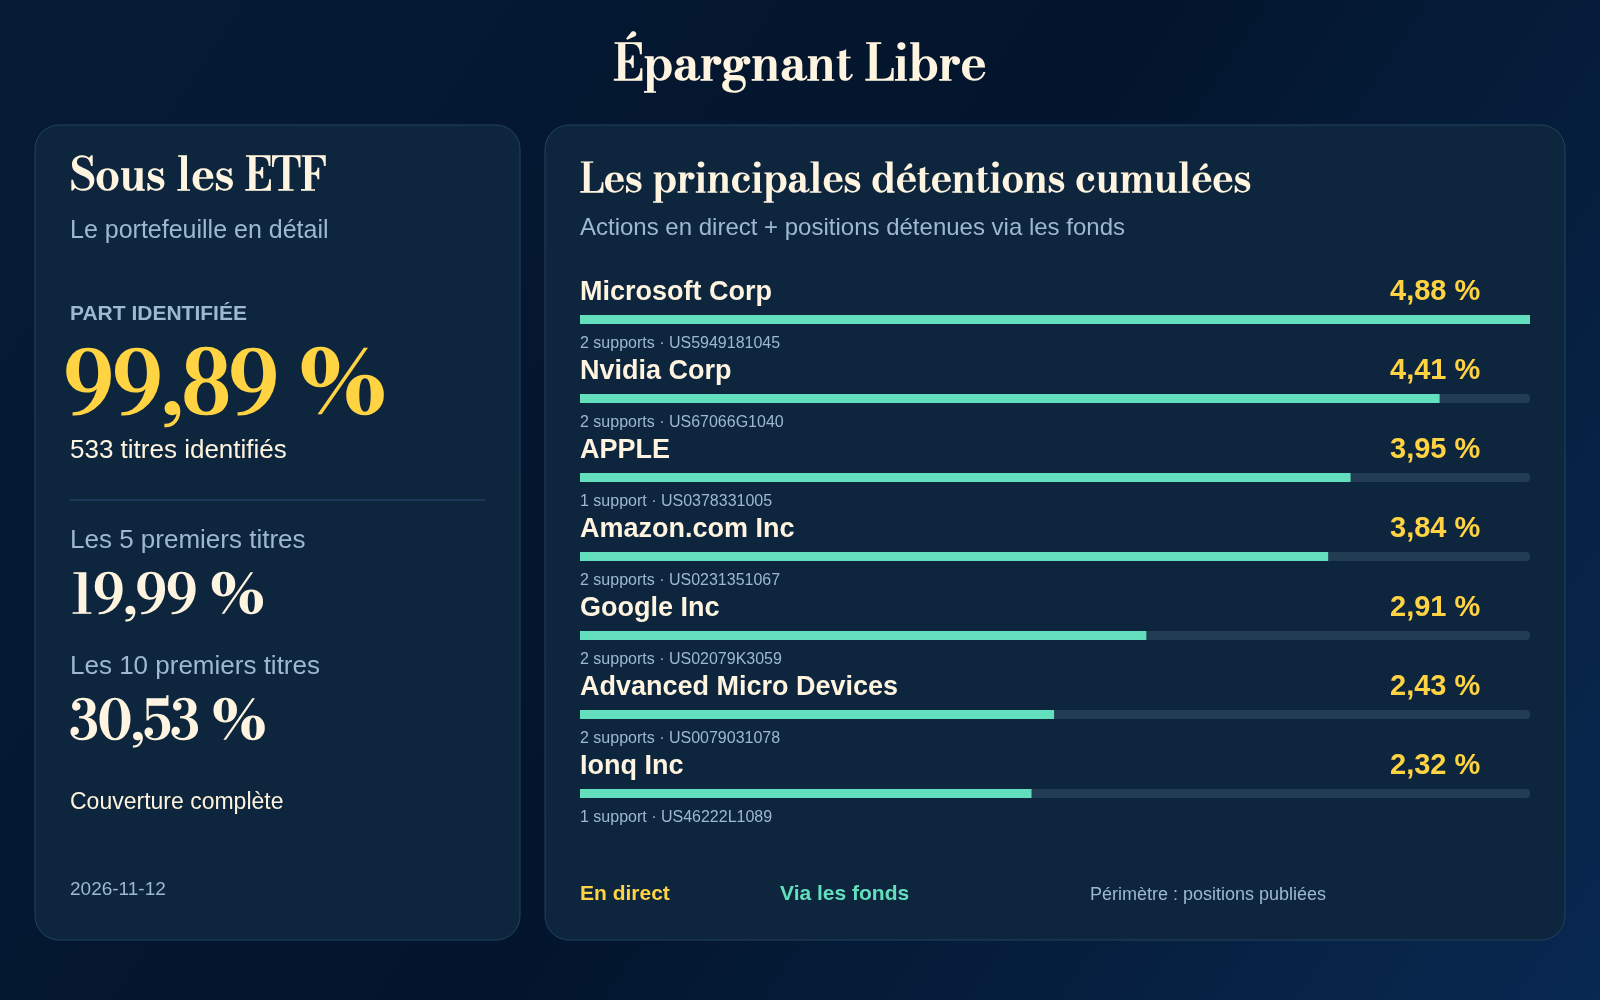 Épargnant Libre
Sous les ETF
Le portefeuille en détail
PART IDENTIFIÉE
99,89 %
533 titres identifiés
Les 5 premiers titres
19,99 %
Les 10 premiers titres
30,53 %
Couverture complète
2026-11-12
Les principales détentions cumulées
Actions en direct + positions détenues via les fonds
Microsoft Corp 4,88 %
2 supports · US5949181045
Nvidia Corp 4,41 %
2 supports · US67066G1040
APPLE 3,95 %
1 support · US0378331005
Amazon.com Inc 3,84 %
2 supports · US0231351067
Google Inc 2,91 %
2 supports · US02079K3059
Advanced Micro Devices 2,43 %
2 supports · US0079031078
Ionq Inc 2,32 %
1 support · US46222L1089
En direct Via les fonds Périmètre : positions publiées